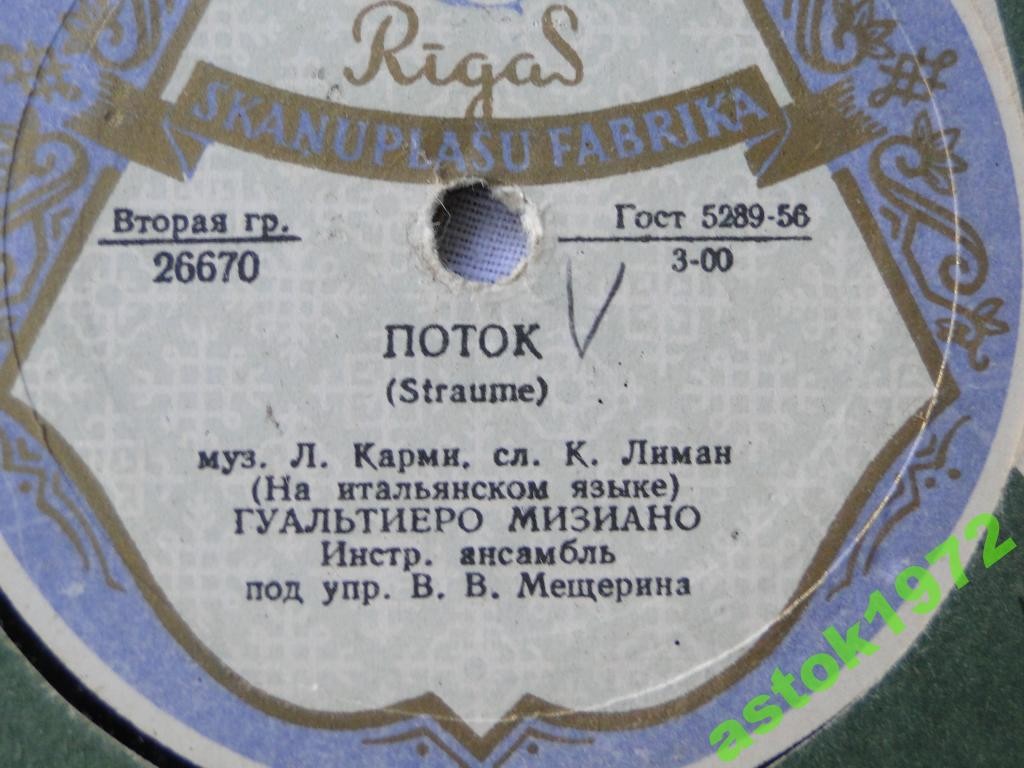 Rīgas
SKAŅUPLAŠU FABRIKA
Вторая гр.
26670
Гост 5289-56
3-00
ПОТОК
(Straume)
муз. Л. Карми, сл. К. Лиман
(На итальянском языке)
ГУАЛЬТИЕРО МИЗИАНО
Инстр. ансамбль
под упр. В. В. Мещерина
astok1972